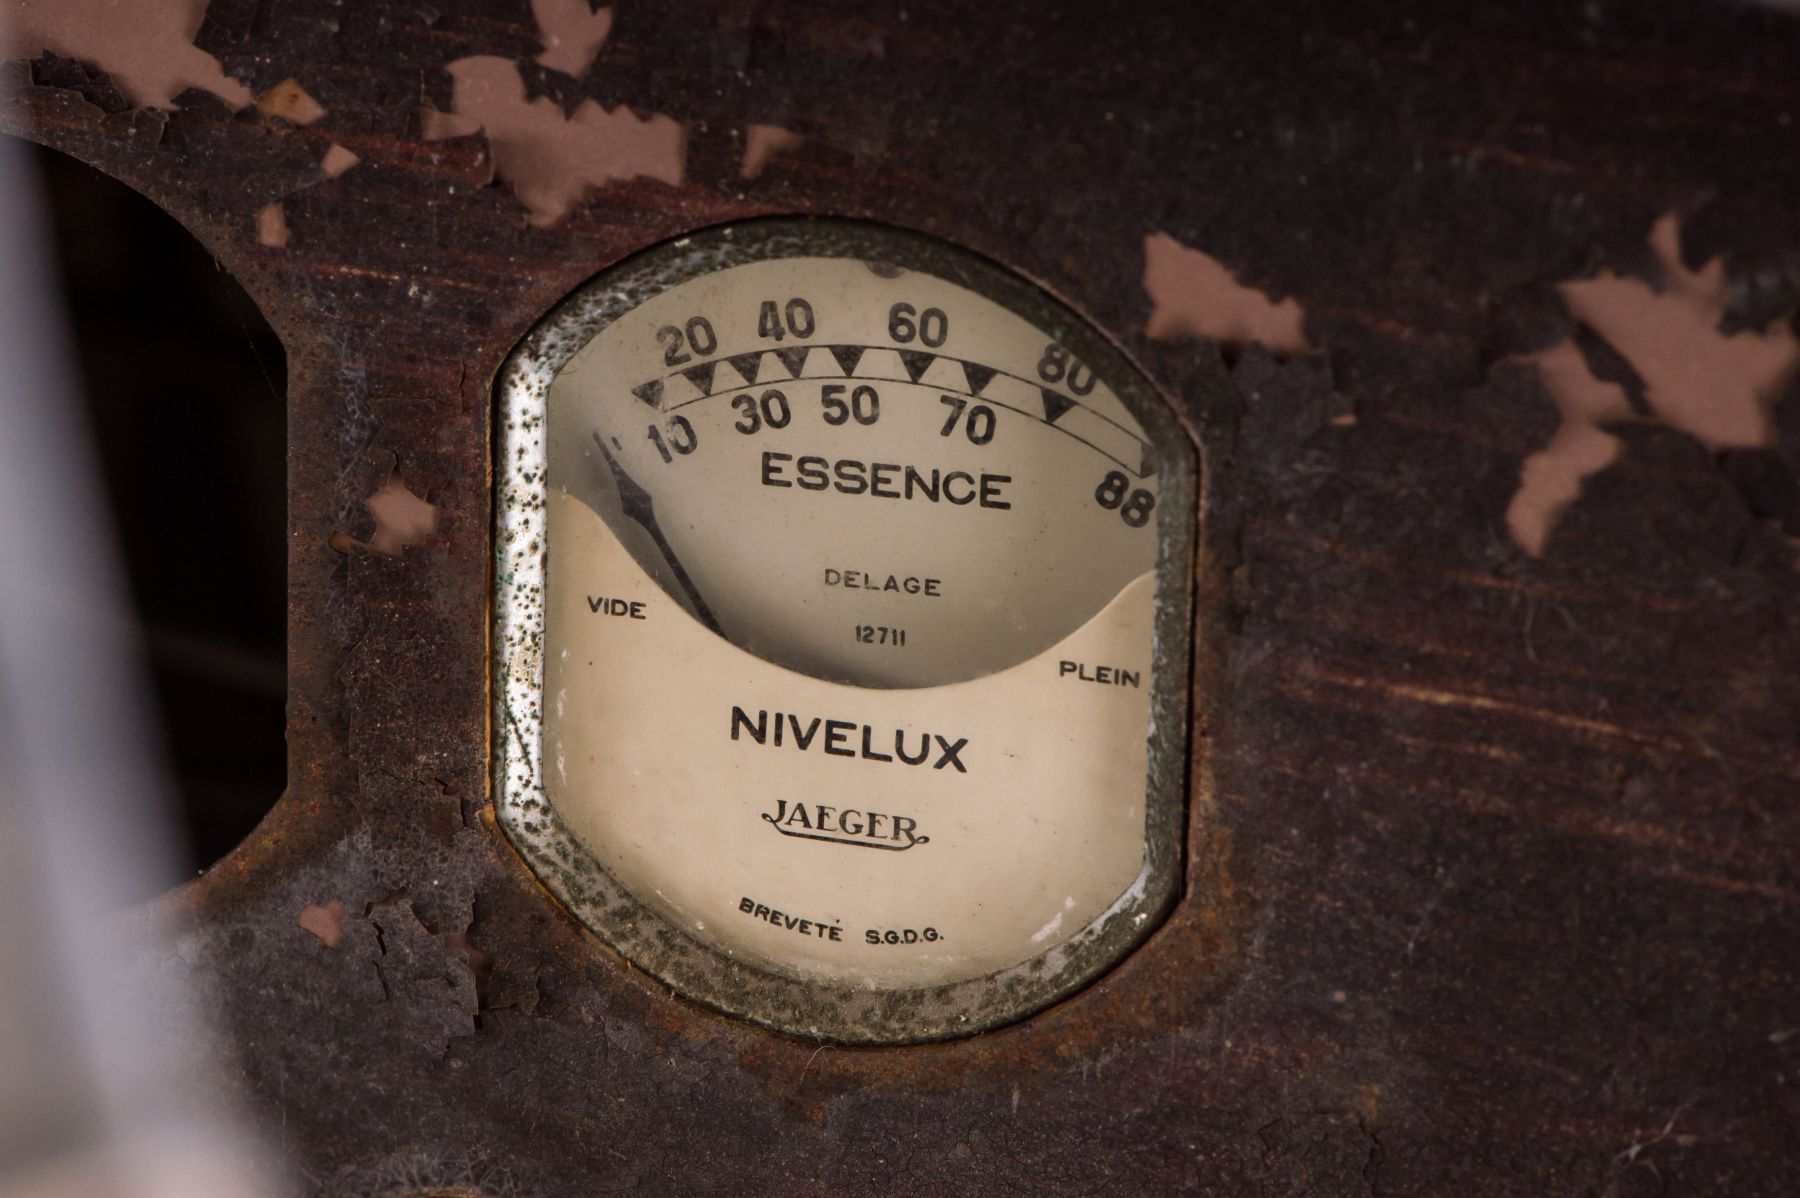 20 40 60 80
10 30 50 70 88
ESSENCE
DELAGE
12711
VIDE PLEIN
NIVELUX
JAEGER
BREVETÉ S.G.D.G.